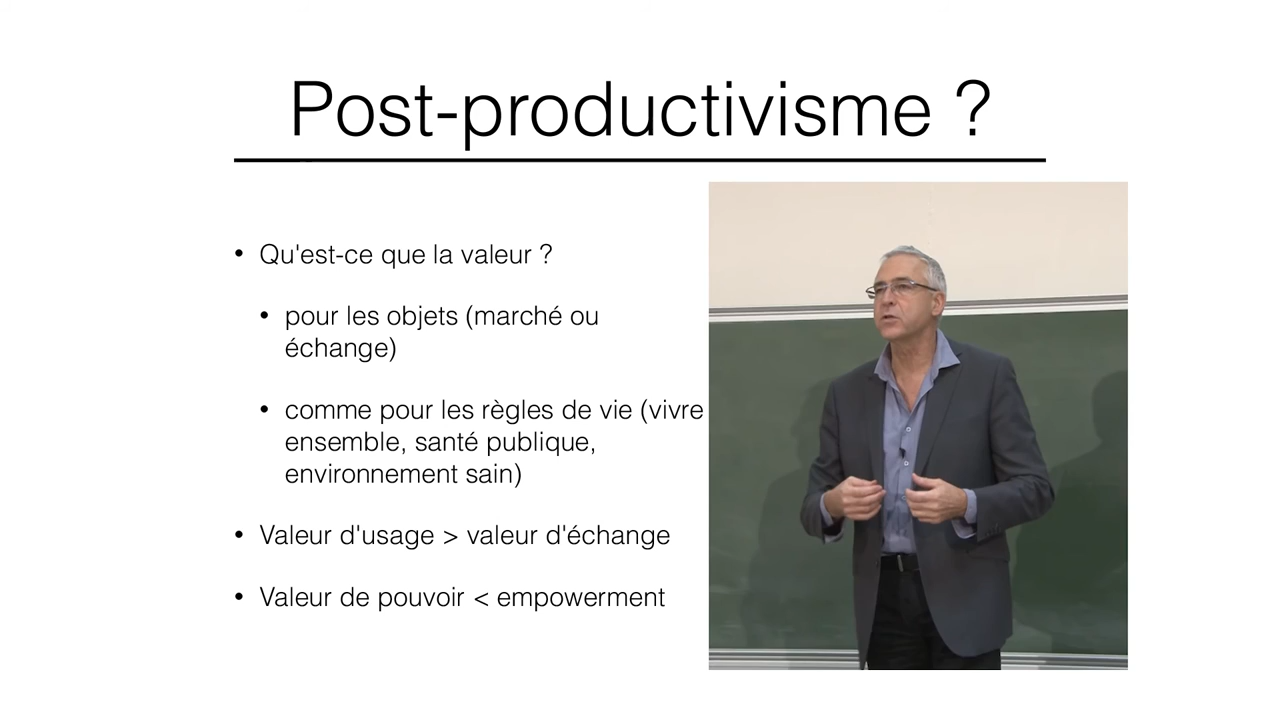 Post-productivisme ?
• Qu'est-ce que la valeur ?
• pour les objets (marché ou
échange)
• comme pour les règles de vie (vivre
ensemble, santé publique,
environnement sain)
• Valeur d'usage > valeur d'échange
• Valeur de pouvoir < empowerment